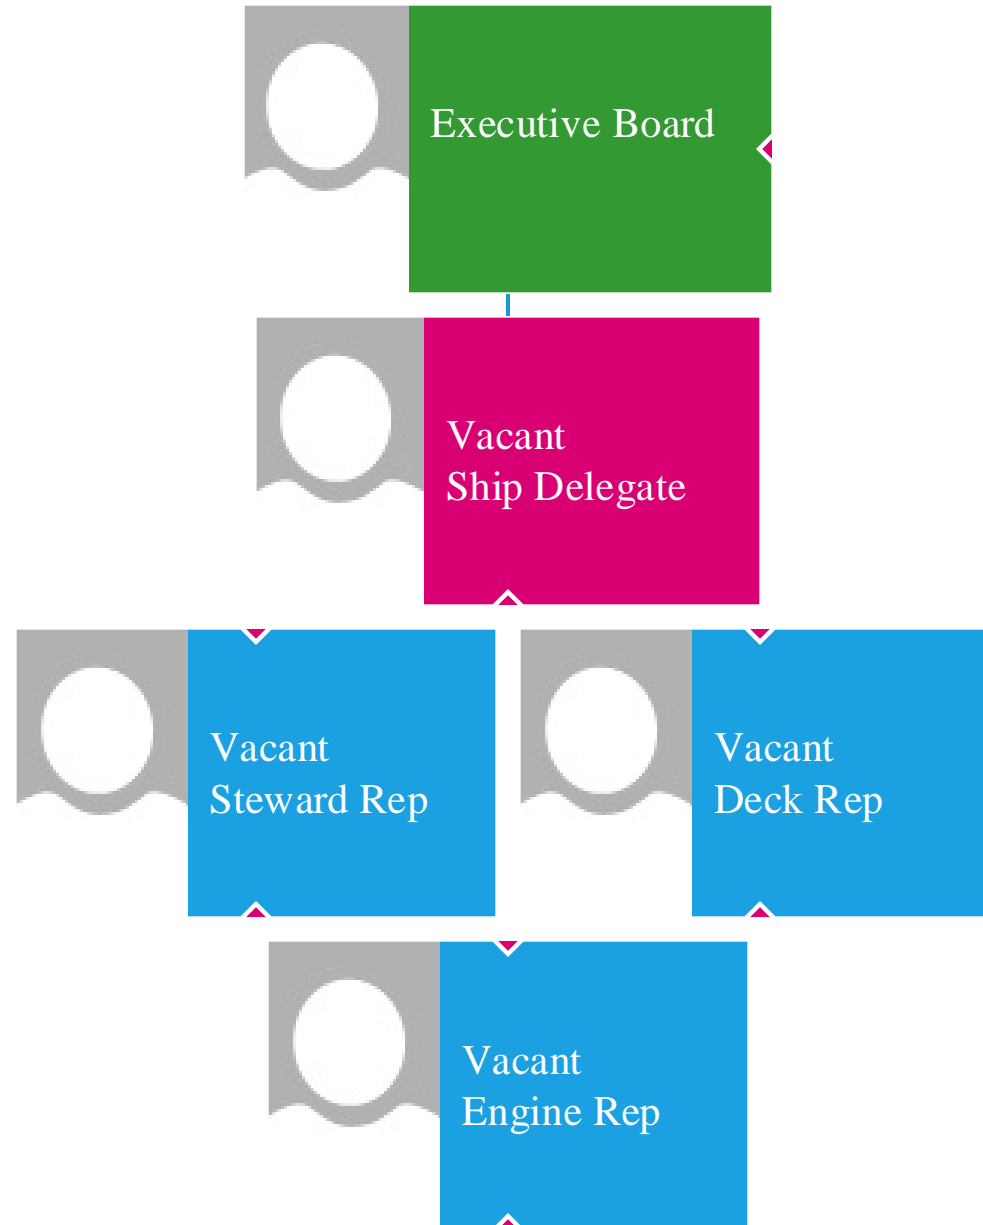 Executive Board
Vacant
Ship Delegate
Vacant
Steward Rep
Vacant
Deck Rep
Vacant
Engine Rep